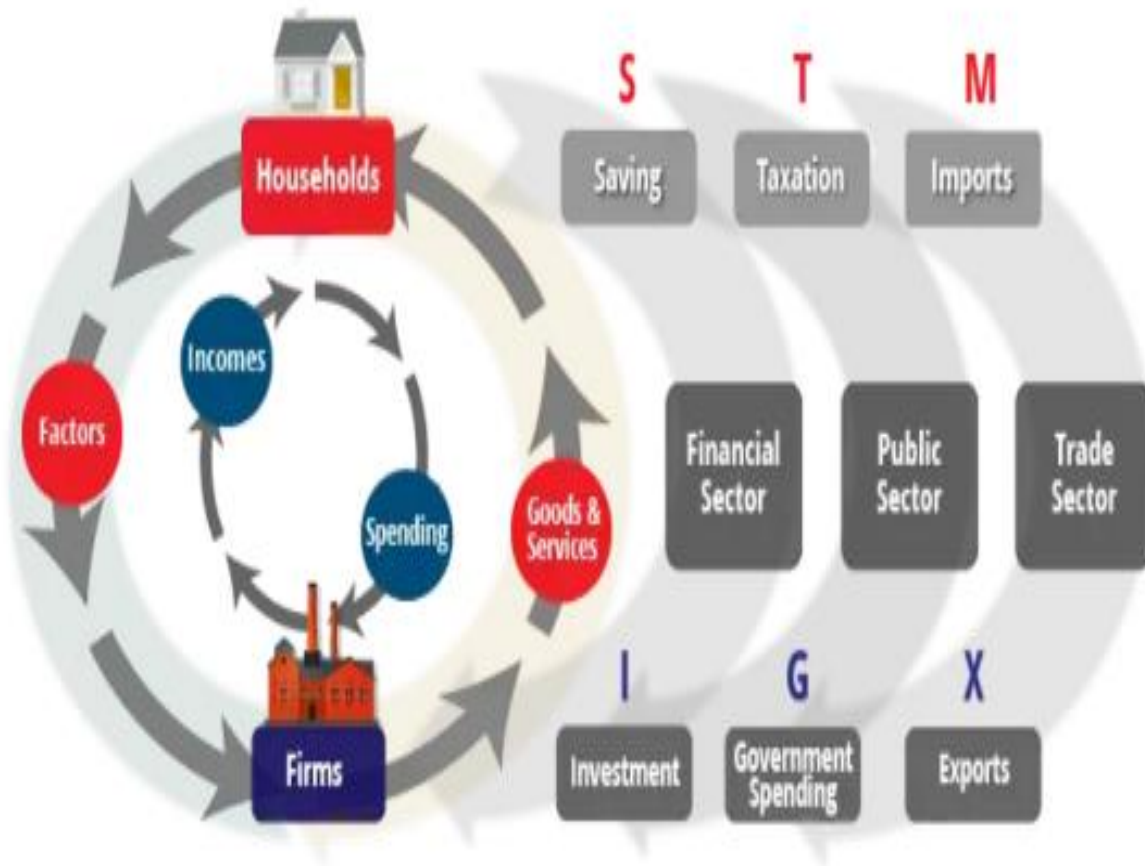 S
T
M
Households
Saving
Taxation
Imports
Incomes
Factors
Financial
Sector
Public
Sector
Trade
Sector
Spending
Goods &
Services
I
G
X
Firms
Investment
Government
Spending
Exports